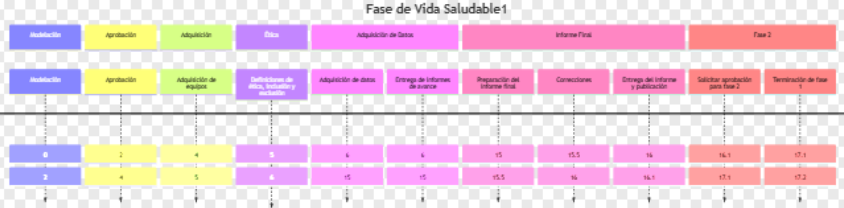 Fase de Vida Saludable1
Modelación Aprobación Adquisición Ética Adquisición de Datos Informe Final Fase 2
Modelación Aprobación Adquisición de equipos Definiciones de ética, inclusión y exclusión Adquisición de datos Entrega de informes de avance Preparación del informe final Correcciones Entrega del informe y publicación Solicitar aprobación para fase 2 Terminación de fase 1
0 2 4 5 6 6 15 15.5 16 16.1 17.1
2 4 5 6 15 15 15.5 16 16.1 17.1 17.2